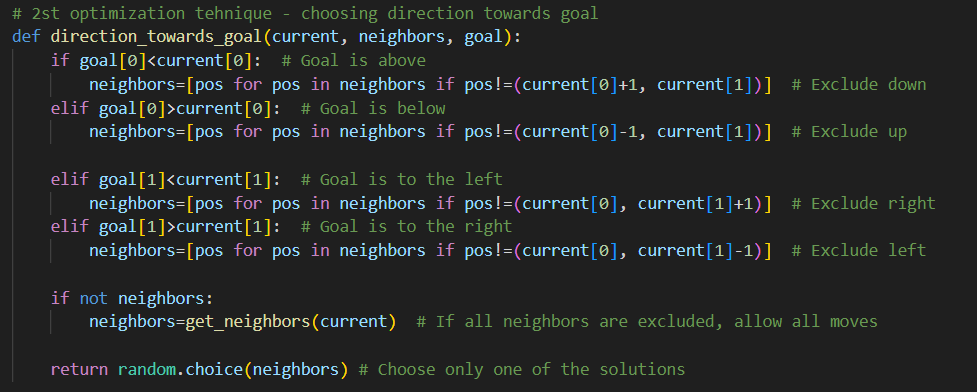 # 2st optimization tehnique - choosing direction towards goal
def direction_towards_goal(current, neighbors, goal):
    if goal[0]<current[0]:  # Goal is above
        neighbors=[pos for pos in neighbors if pos!=(current[0]+1, current[1])]  # Exclude down
    elif goal[0]>current[0]:  # Goal is below
        neighbors=[pos for pos in neighbors if pos!=(current[0]-1, current[1])]  # Exclude up

    elif goal[1]<current[1]:  # Goal is to the left
        neighbors=[pos for pos in neighbors if pos!=(current[0], current[1]+1)]  # Exclude right
    elif goal[1]>current[1]:  # Goal is to the right
        neighbors=[pos for pos in neighbors if pos!=(current[0], current[1]-1)]  # Exclude left

    if not neighbors:
        neighbors=get_neighbors(current)  # If all neighbors are excluded, allow all moves

    return random.choice(neighbors) # Choose only one of the solutions